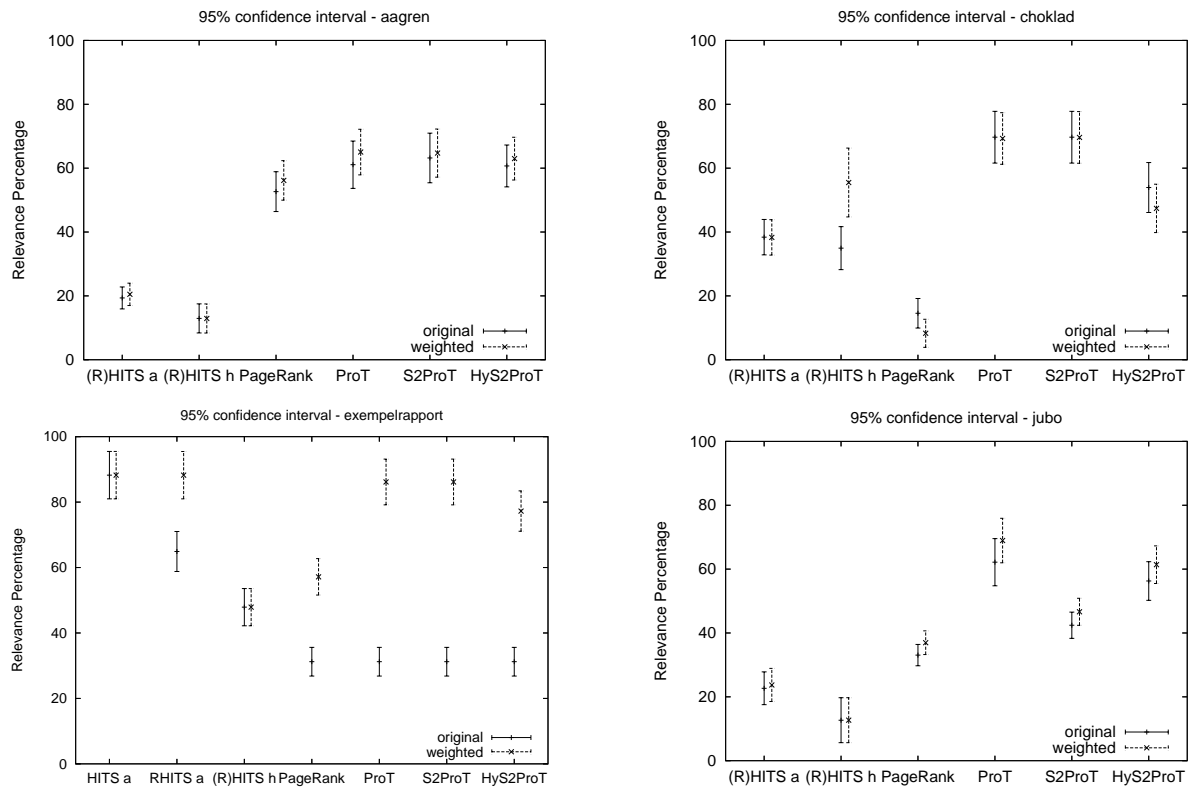 95% confidence interval - aagren
100
80
60
40
20
0
Relevance Percentage
original
weighted
(R)HITS a (R)HITS h PageRank ProT S2ProT HyS2ProT
95% confidence interval - choklad
100
80
60
40
20
0
Relevance Percentage
original
weighted
(R)HITS a (R)HITS h PageRank ProT S2ProT HyS2ProT
95% confidence interval - exempelrapport
100
80
60
40
20
0
Relevance Percentage
original
weighted
HITS a RHITS a (R)HITS h PageRank ProT S2ProT HyS2ProT
95% confidence interval - jubo
100
80
60
40
20
0
Relevance Percentage
original
weighted
(R)HITS a (R)HITS h PageRank ProT S2ProT HyS2ProT